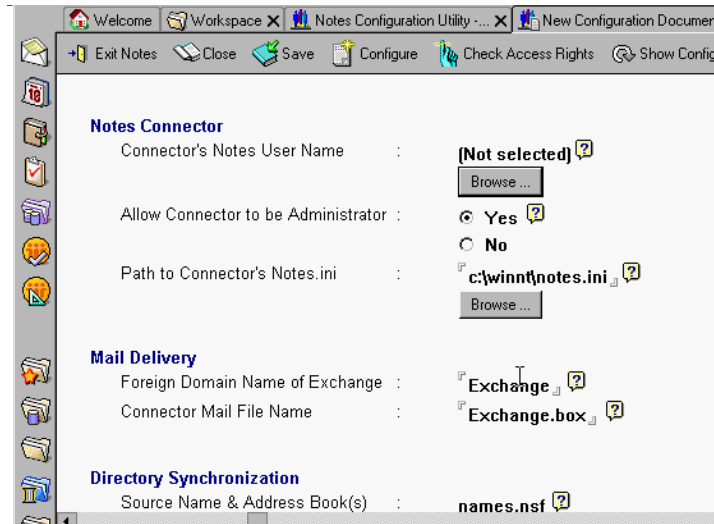 Welcome Workspace Notes Configuration Utility -... New Configuration Documen
Exit Notes Close Save Configure Check Access Rights Show Config
Notes Connector
Connector's Notes User Name : (Not selected)
Browse ...
Allow Connector to be Administrator : Yes
No
Path to Connector's Notes.ini : c:\winnt\notes.ini
Browse ...
Mail Delivery
Foreign Domain Name of Exchange : Exchange
Connector Mail File Name : Exchange.box
Directory Synchronization
Source Name & Address Book(s) : names.nsf